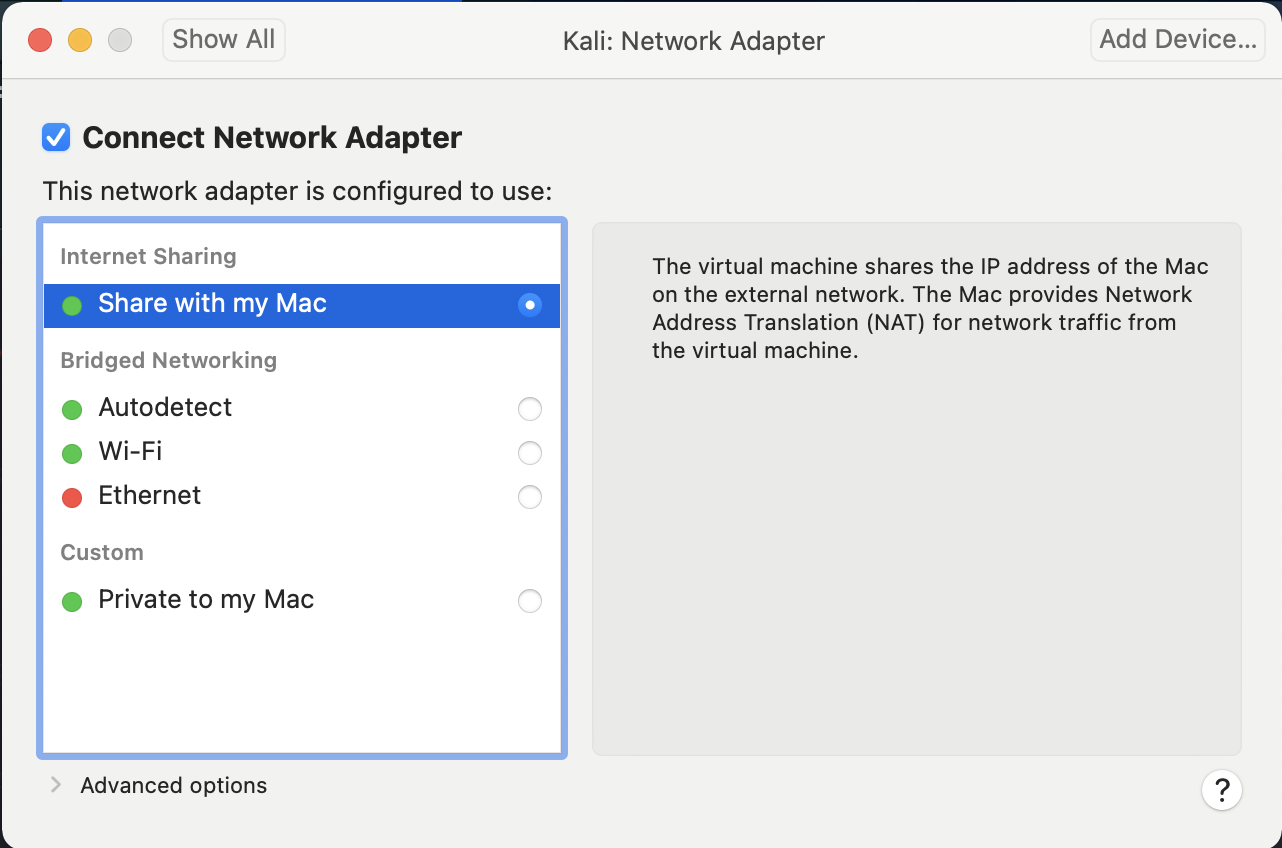 Show All
Kali: Network Adapter
Add Device...
Connect Network Adapter
This network adapter is configured to use:
Internet Sharing
Share with my Mac
Bridged Networking
Autodetect
Wi-Fi
Ethernet
Custom
Private to my Mac
The virtual machine shares the IP address of the Mac
on the external network. The Mac provides Network
Address Translation (NAT) for network traffic from
the virtual machine.
Advanced options
?